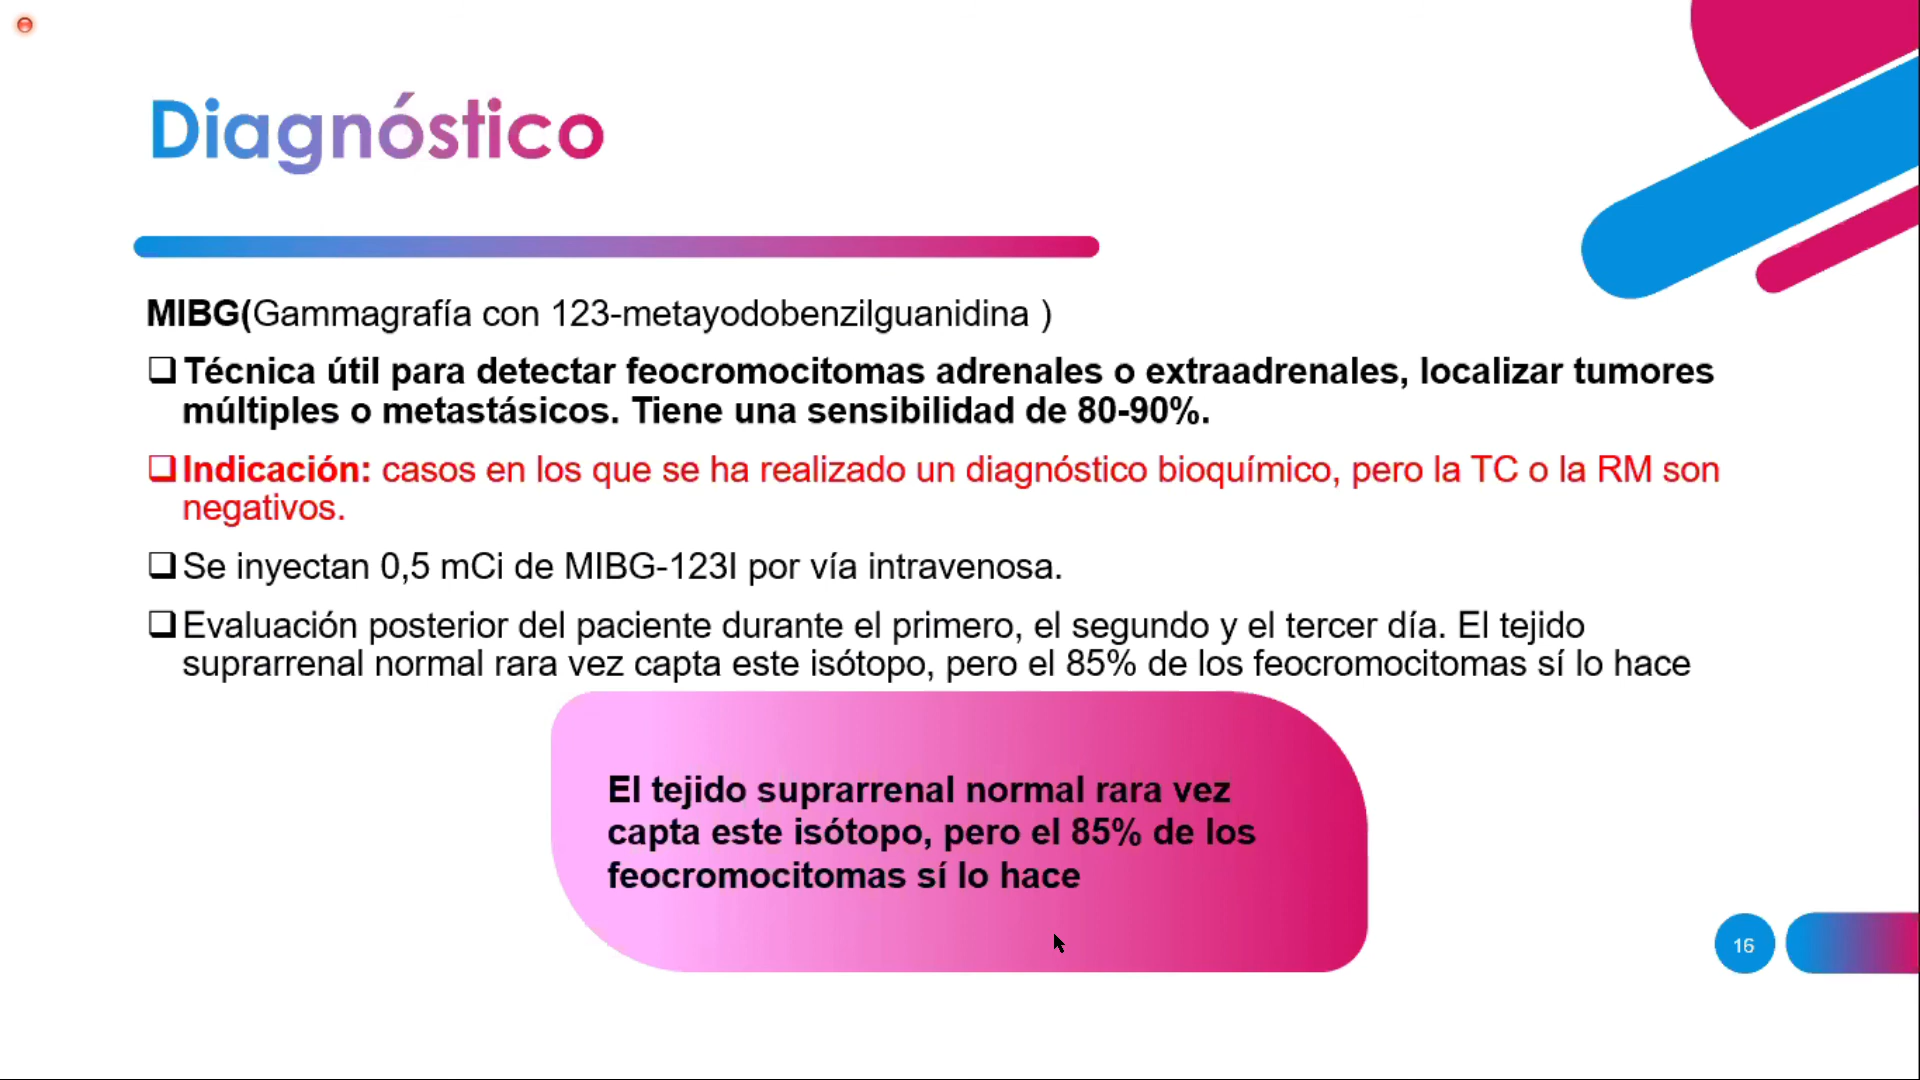 Diagnóstico
MIBG(Gammagrafía con 123-metayodobenzilguanidina )
Técnica útil para detectar feocromocitomas adrenales o extraadrenales, localizar tumores
múltiples o metastásicos. Tiene una sensibilidad de 80-90%.
Indicación: casos en los que se ha realizado un diagnóstico bioquímico, pero la TC o la RM son
negativos.
Se inyectan 0,5 mCi de MIBG-123I por vía intravenosa.
Evaluación posterior del paciente durante el primero, el segundo y el tercer día. El tejido
suprarrenal normal rara vez capta este isótopo, pero el 85% de los feocromocitomas sí lo hace
El tejido suprarrenal normal rara vez
capta este isótopo, pero el 85% de los
feocromocitomas sí lo hace
16